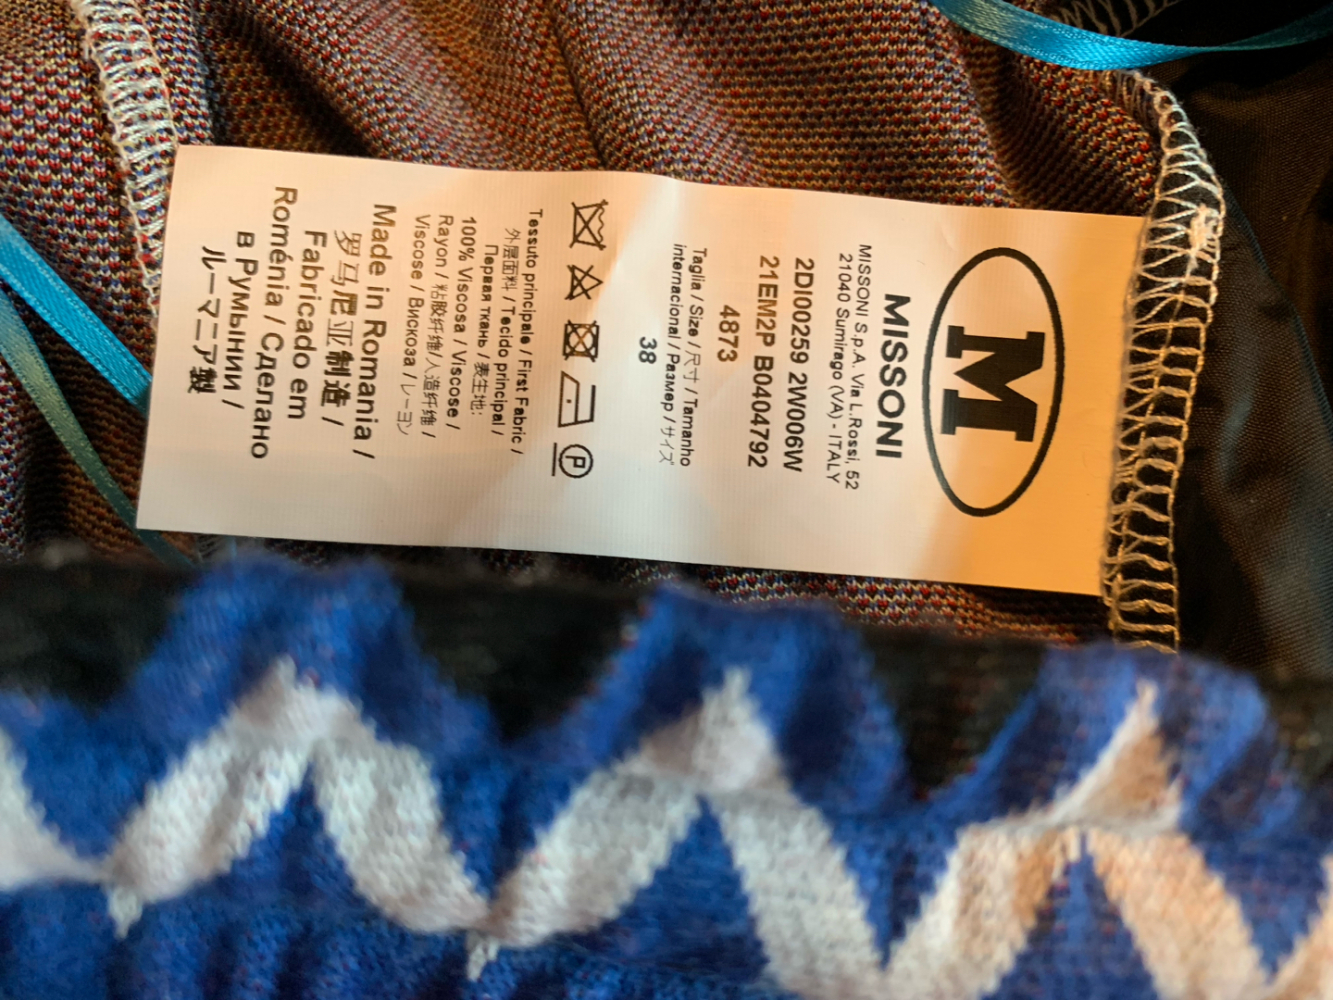 M
MISSONI
MISSONI S.p.A. Via L.Rossi, 52
21040 Sumirago (VA) - ITALY
2DI00259 2W006W
21EM2P B0404792
4873
Taglia / Size / 尺寸 / Tamanho
internacional / Размер / サイズ
38
P
Tessuto principale / First Fabric /
外层面料 / Tecido principal /
Первая ткань / 表生地:
100% Viscosa / Viscose /
Rayon / 粘胶纤维/人造纤维 /
Viscose / Вискоза / レーヨン
Made in Romania /
罗马尼亚制造 /
Fabricado em
Roménia / Сделано
в Румынии /
ルーマニア製